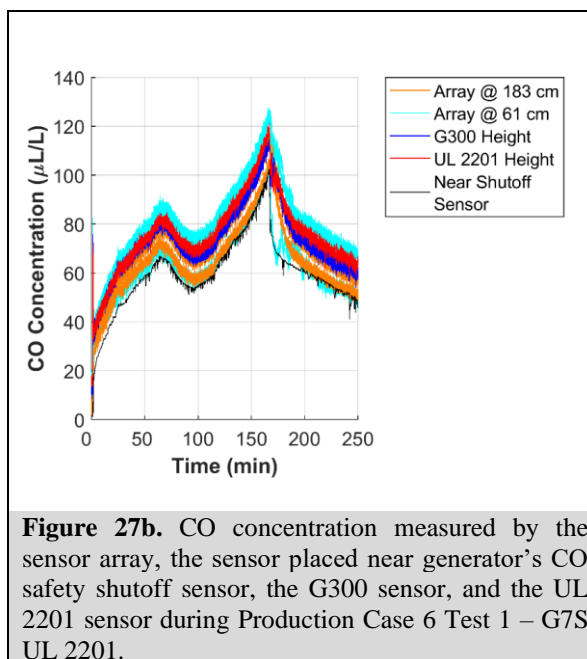 140
120
100
80
60
40
20
0
CO Concentration (μL/L)
0 50 100 150 200 250
Time (min)
Array @ 183 cm
Array @ 61 cm
G300 Height
UL 2201 Height
Near Shutoff
Sensor
Figure 27b. CO concentration measured by the
sensor array, the sensor placed near generator’s CO
safety shutoff sensor, the G300 sensor, and the UL
2201 sensor during Production Case 6 Test 1 – G7S
UL 2201.